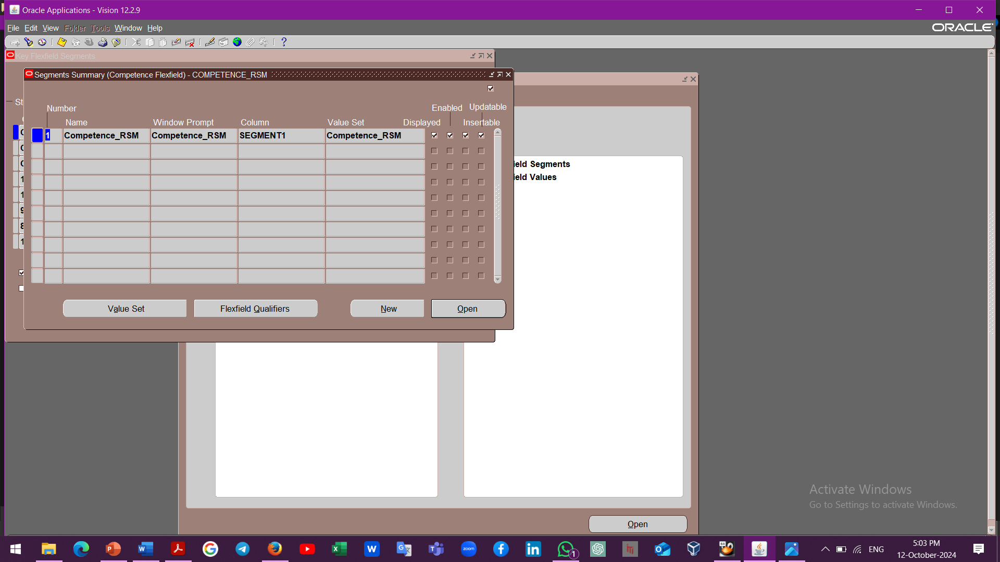 Oracle Applications - Vision 12.2.9
File Edit View Folder Tools Window Help
ORACLE
Key Flexfield Segments
Segments Summary (Competence Flexfield) - COMPETENCE_RSM
St
Number
Enabled Updatable
Name Window Prompt Column Value Set Displayed Insertable
1 Competence_RSM Competence_RSM SEGMENT1 Competence_RSM
ield Segments
ield Values
Value Set Flexfield Qualifiers New Open
Activate Windows
Go to Settings to activate Windows.
Open
ENG
5:03 PM
12-October-2024